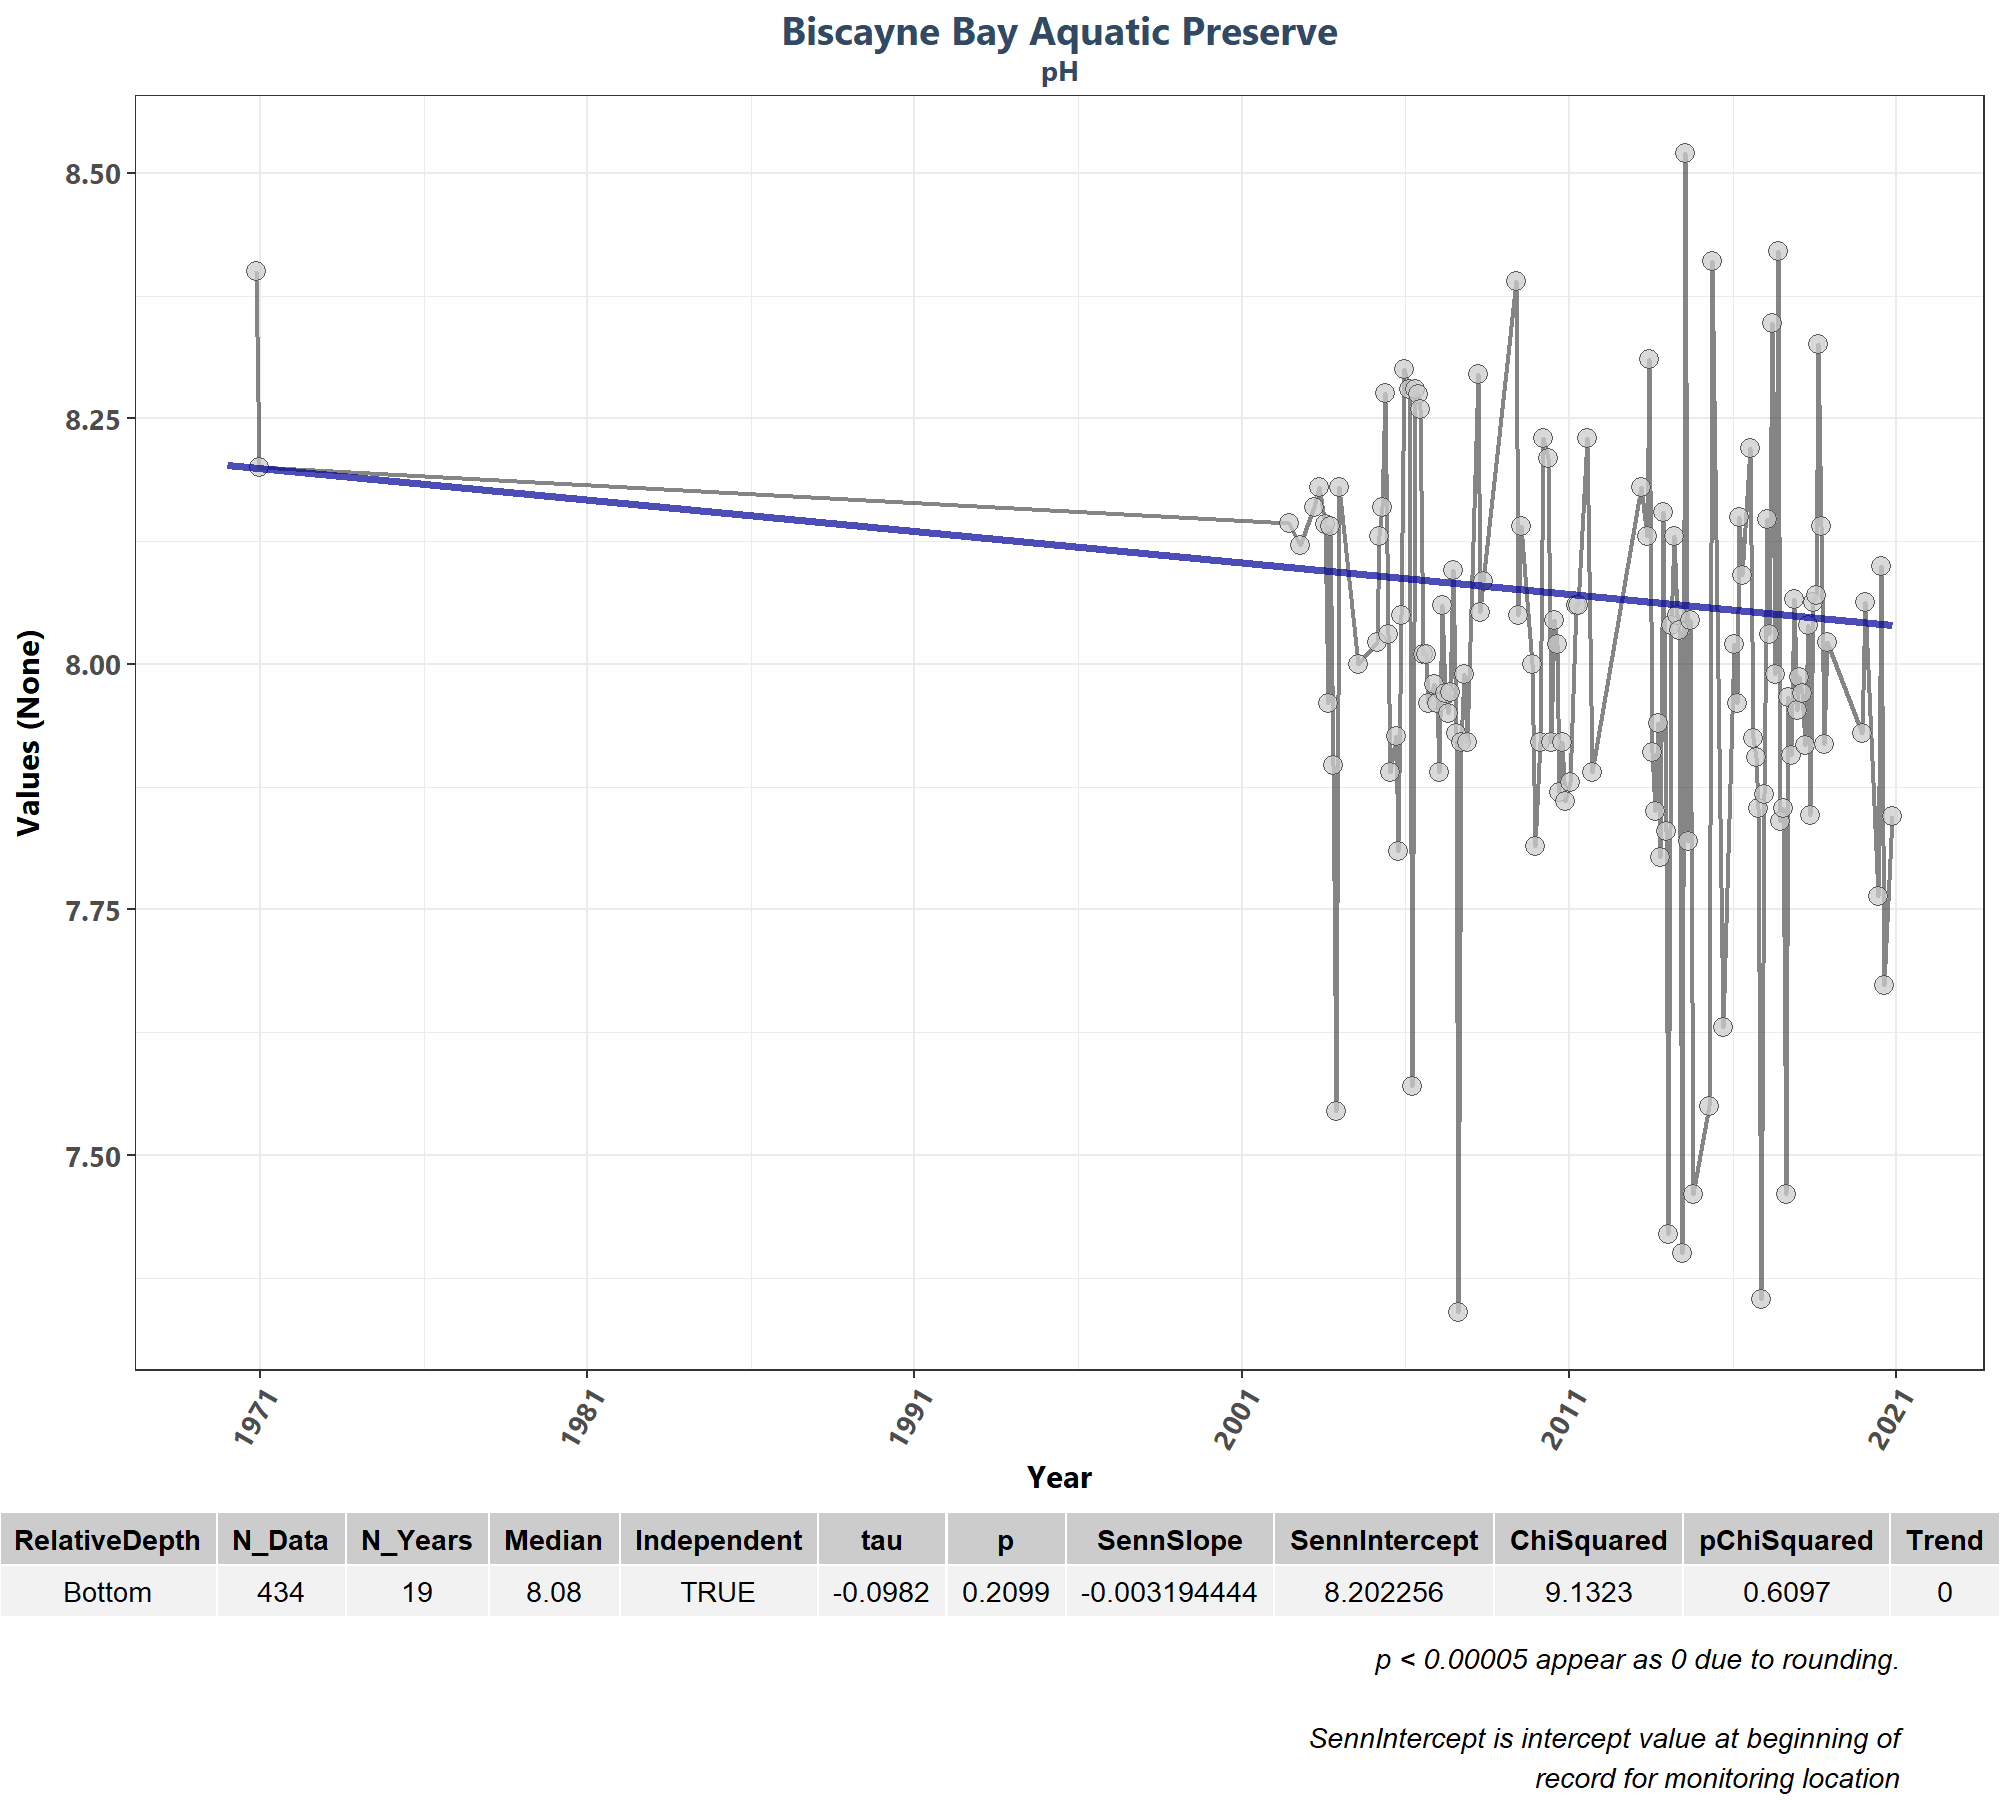 Biscayne Bay Aquatic Preserve
pH
8.50
8.25
8.00
7.75
7.50
Values (None)
1971 1981 1991 2001 2011 2021
Year
RelativeDepth N_Data N_Years Median Independent tau p SennSlope SennIntercept ChiSquared pChiSquared Trend
Bottom 434 19 8.08 TRUE -0.0982 0.2099 -0.003194444 8.202256 9.1323 0.6097 0
p < 0.00005 appear as 0 due to rounding.
SennIntercept is intercept value at beginning of
record for monitoring location